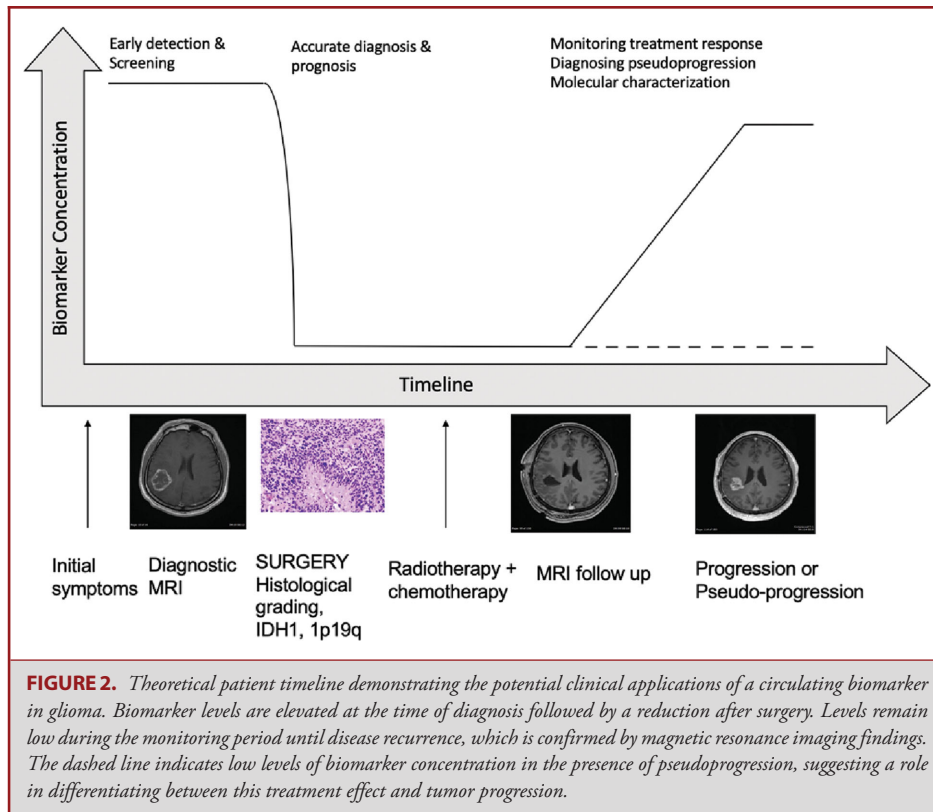 Early detection &
Screening
Accurate diagnosis &
prognosis
Monitoring treatment response
Diagnosing pseudoprogression
Molecular characterization
Biomarker Concentration
Timeline
Initial
symptoms
Diagnostic
MRI
SURGERY
Histological
grading,
IDH1, 1p19q
Radiotherapy +
chemotherapy
MRI follow up
Progression or
Pseudo-progression
FIGURE 2. Theoretical patient timeline demonstrating the potential clinical applications of a circulating biomarker
in glioma. Biomarker levels are elevated at the time of diagnosis followed by a reduction after surgery. Levels remain
low during the monitoring period until disease recurrence, which is confirmed by magnetic resonance imaging findings.
The dashed line indicates low levels of biomarker concentration in the presence of pseudoprogression, suggesting a role
in differentiating between this treatment effect and tumor progression.